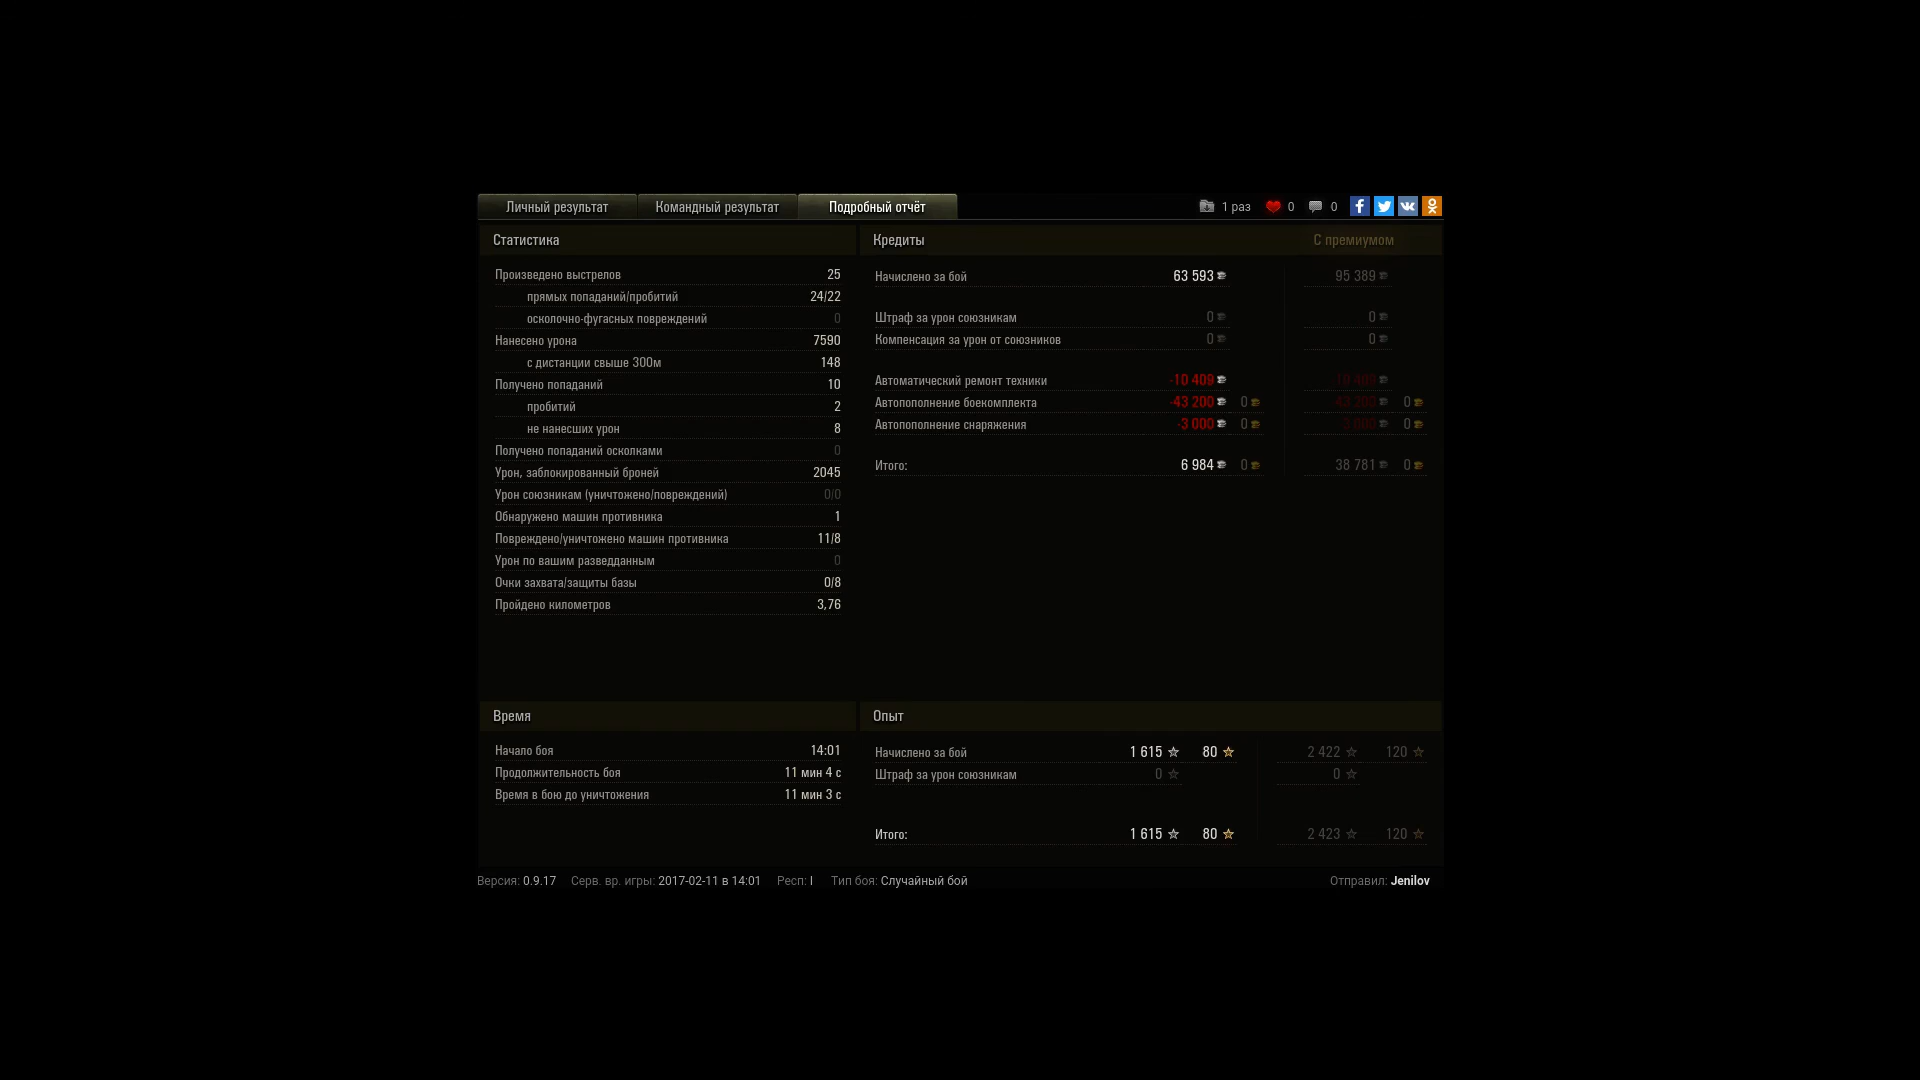 Личный результат Командный результат Подробный отчёт 1 раз 0 0
Статистика
Произведено выстрелов 25
прямых попаданий/пробитий 24/22
осколочно-фугасных повреждений 0
Нанесено урона 7590
с дистанции свыше 300м 148
Получено попаданий 10
пробитий 2
не нанесших урон 8
Получено попаданий осколками 0
Урон, заблокированный броней 2045
Урон союзникам (уничтожено/повреждений) 0/0
Обнаружено машин противника 1
Повреждено/уничтожено машин противника 11/8
Урон по вашим разведданным 0
Очки захвата/защиты базы 0/8
Пройдено километров 3,76
Кредиты С премиумом
Начислено за бой 63 593 95 389
Штраф за урон союзникам 0 0
Компенсация за урон от союзников 0 0
Автоматический ремонт техники -10 409 -10 409
Автопополнение боекомплекта -43 200 0 -43 200 0
Автопополнение снаряжения -3 000 0 -3 000 0
Итого: 6 984 0 38 781 0
Время
Начало боя 14:01
Продолжительность боя 11 мин 4 с
Время в бою до уничтожения 11 мин 3 с
Опыт
Начислено за бой 1 615 80 2 422 120
Штраф за урон союзникам 0 0
Итого: 1 615 80 2 423 120
Версия: 0.9.17 Серв. вр. игры: 2017-02-11 в 14:01 Респ: I Тип боя: Случайный бой Отправил: Jenilov